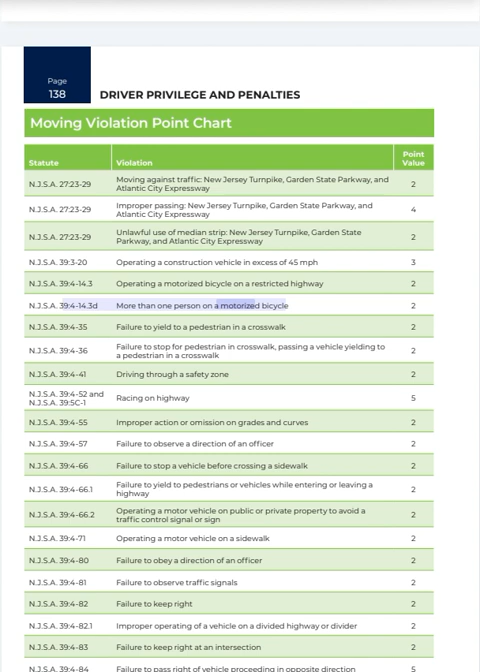 Page
138
DRIVER PRIVILEGE AND PENALTIES
Moving Violation Point Chart
Statute Violation Point Value
N.J.S.A. 27:23-29 Moving against traffic: New Jersey Turnpike, Garden State Parkway, and
Atlantic City Expressway 2
N.J.S.A. 27:23-29 Improper passing: New Jersey Turnpike, Garden State Parkway, and
Atlantic City Expressway 4
N.J.S.A. 27:23-29 Unlawful use of median strip: New Jersey Turnpike, Garden State
Parkway, and Atlantic City Expressway 2
N.J.S.A. 39:3-20 Operating a construction vehicle in excess of 45 mph 3
N.J.S.A. 39:4-14.3 Operating a motorized bicycle on a restricted highway 2
N.J.S.A. 39:4-14.3d More than one person on a motorized bicycle 2
N.J.S.A. 39:4-35 Failure to yield to a pedestrian in a crosswalk 2
N.J.S.A. 39:4-36 Failure to stop for pedestrian in crosswalk, passing a vehicle yielding to
a pedestrian in a crosswalk 2
N.J.S.A. 39:4-41 Driving through a safety zone 2
N.J.S.A. 39:4-52 and
N.J.S.A. 39:5C-1 Racing on highway 5
N.J.S.A. 39:4-55 Improper action or omission on grades and curves 2
N.J.S.A. 39:4-57 Failure to observe a direction of an officer 2
N.J.S.A. 39:4-66 Failure to stop a vehicle before crossing a sidewalk 2
N.J.S.A. 39:4-66.1 Failure to yield to pedestrians or vehicles while entering or leaving a
highway 2
N.J.S.A. 39:4-66.2 Operating a motor vehicle on public or private property to avoid a
traffic control signal or sign 2
N.J.S.A. 39:4-71 Operating a motor vehicle on a sidewalk 2
N.J.S.A. 39:4-80 Failure to obey a direction of an officer 2
N.J.S.A. 39:4-81 Failure to observe traffic signals 2
N.J.S.A. 39:4-82 Failure to keep right 2
N.J.S.A. 39:4-82.1 Improper operating of a vehicle on a divided highway or divider 2
N.J.S.A. 39:4-83 Failure to keep right at an intersection 2
N.J.S.A. 39:4-84 Failure to pass right of vehicle proceeding in opposite direction 5